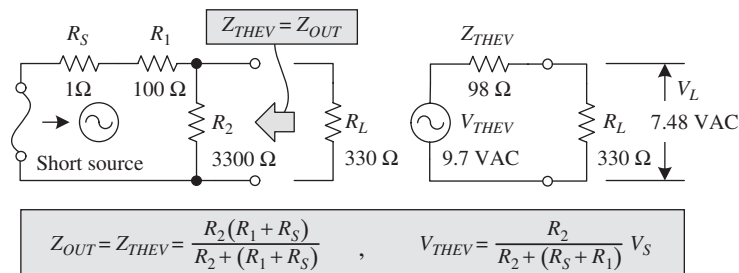 Z_THEV = Z_OUT
R_S
R_1
1Ω
100 Ω
R_2
3300 Ω
R_L
330 Ω
Short source
Z_THEV
98 Ω
V_THEV
9.7 VAC
R_L
330 Ω
V_L
7.48 VAC
Z_OUT = Z_THEV = R_2(R_1 + R_S) / R_2 + (R_1 + R_S) , V_THEV = R_2 / R_2 + (R_S + R_1) V_S